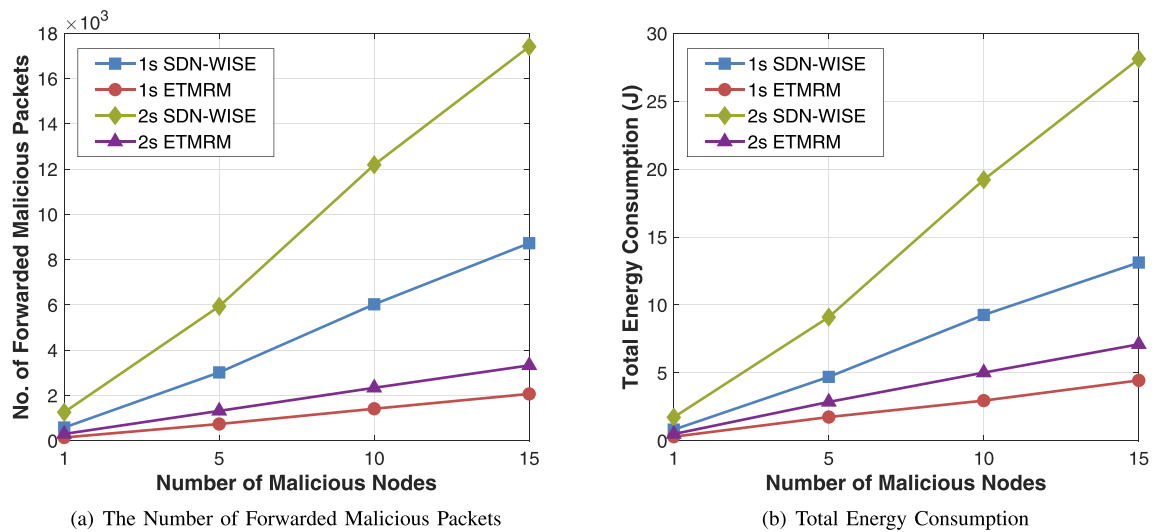 ×10³
18
16
14
12
10
8
6
4
2
0
No. of Forwarded Malicious Packets
1s SDN-WISE
1s ETMRM
2s SDN-WISE
2s ETMRM
1 5 10 15
Number of Malicious Nodes
(a) The Number of Forwarded Malicious Packets
30
25
20
15
10
5
0
Total Energy Consumption (J)
1s SDN-WISE
1s ETMRM
2s SDN-WISE
2s ETMRM
1 5 10 15
Number of Malicious Nodes
(b) Total Energy Consumption